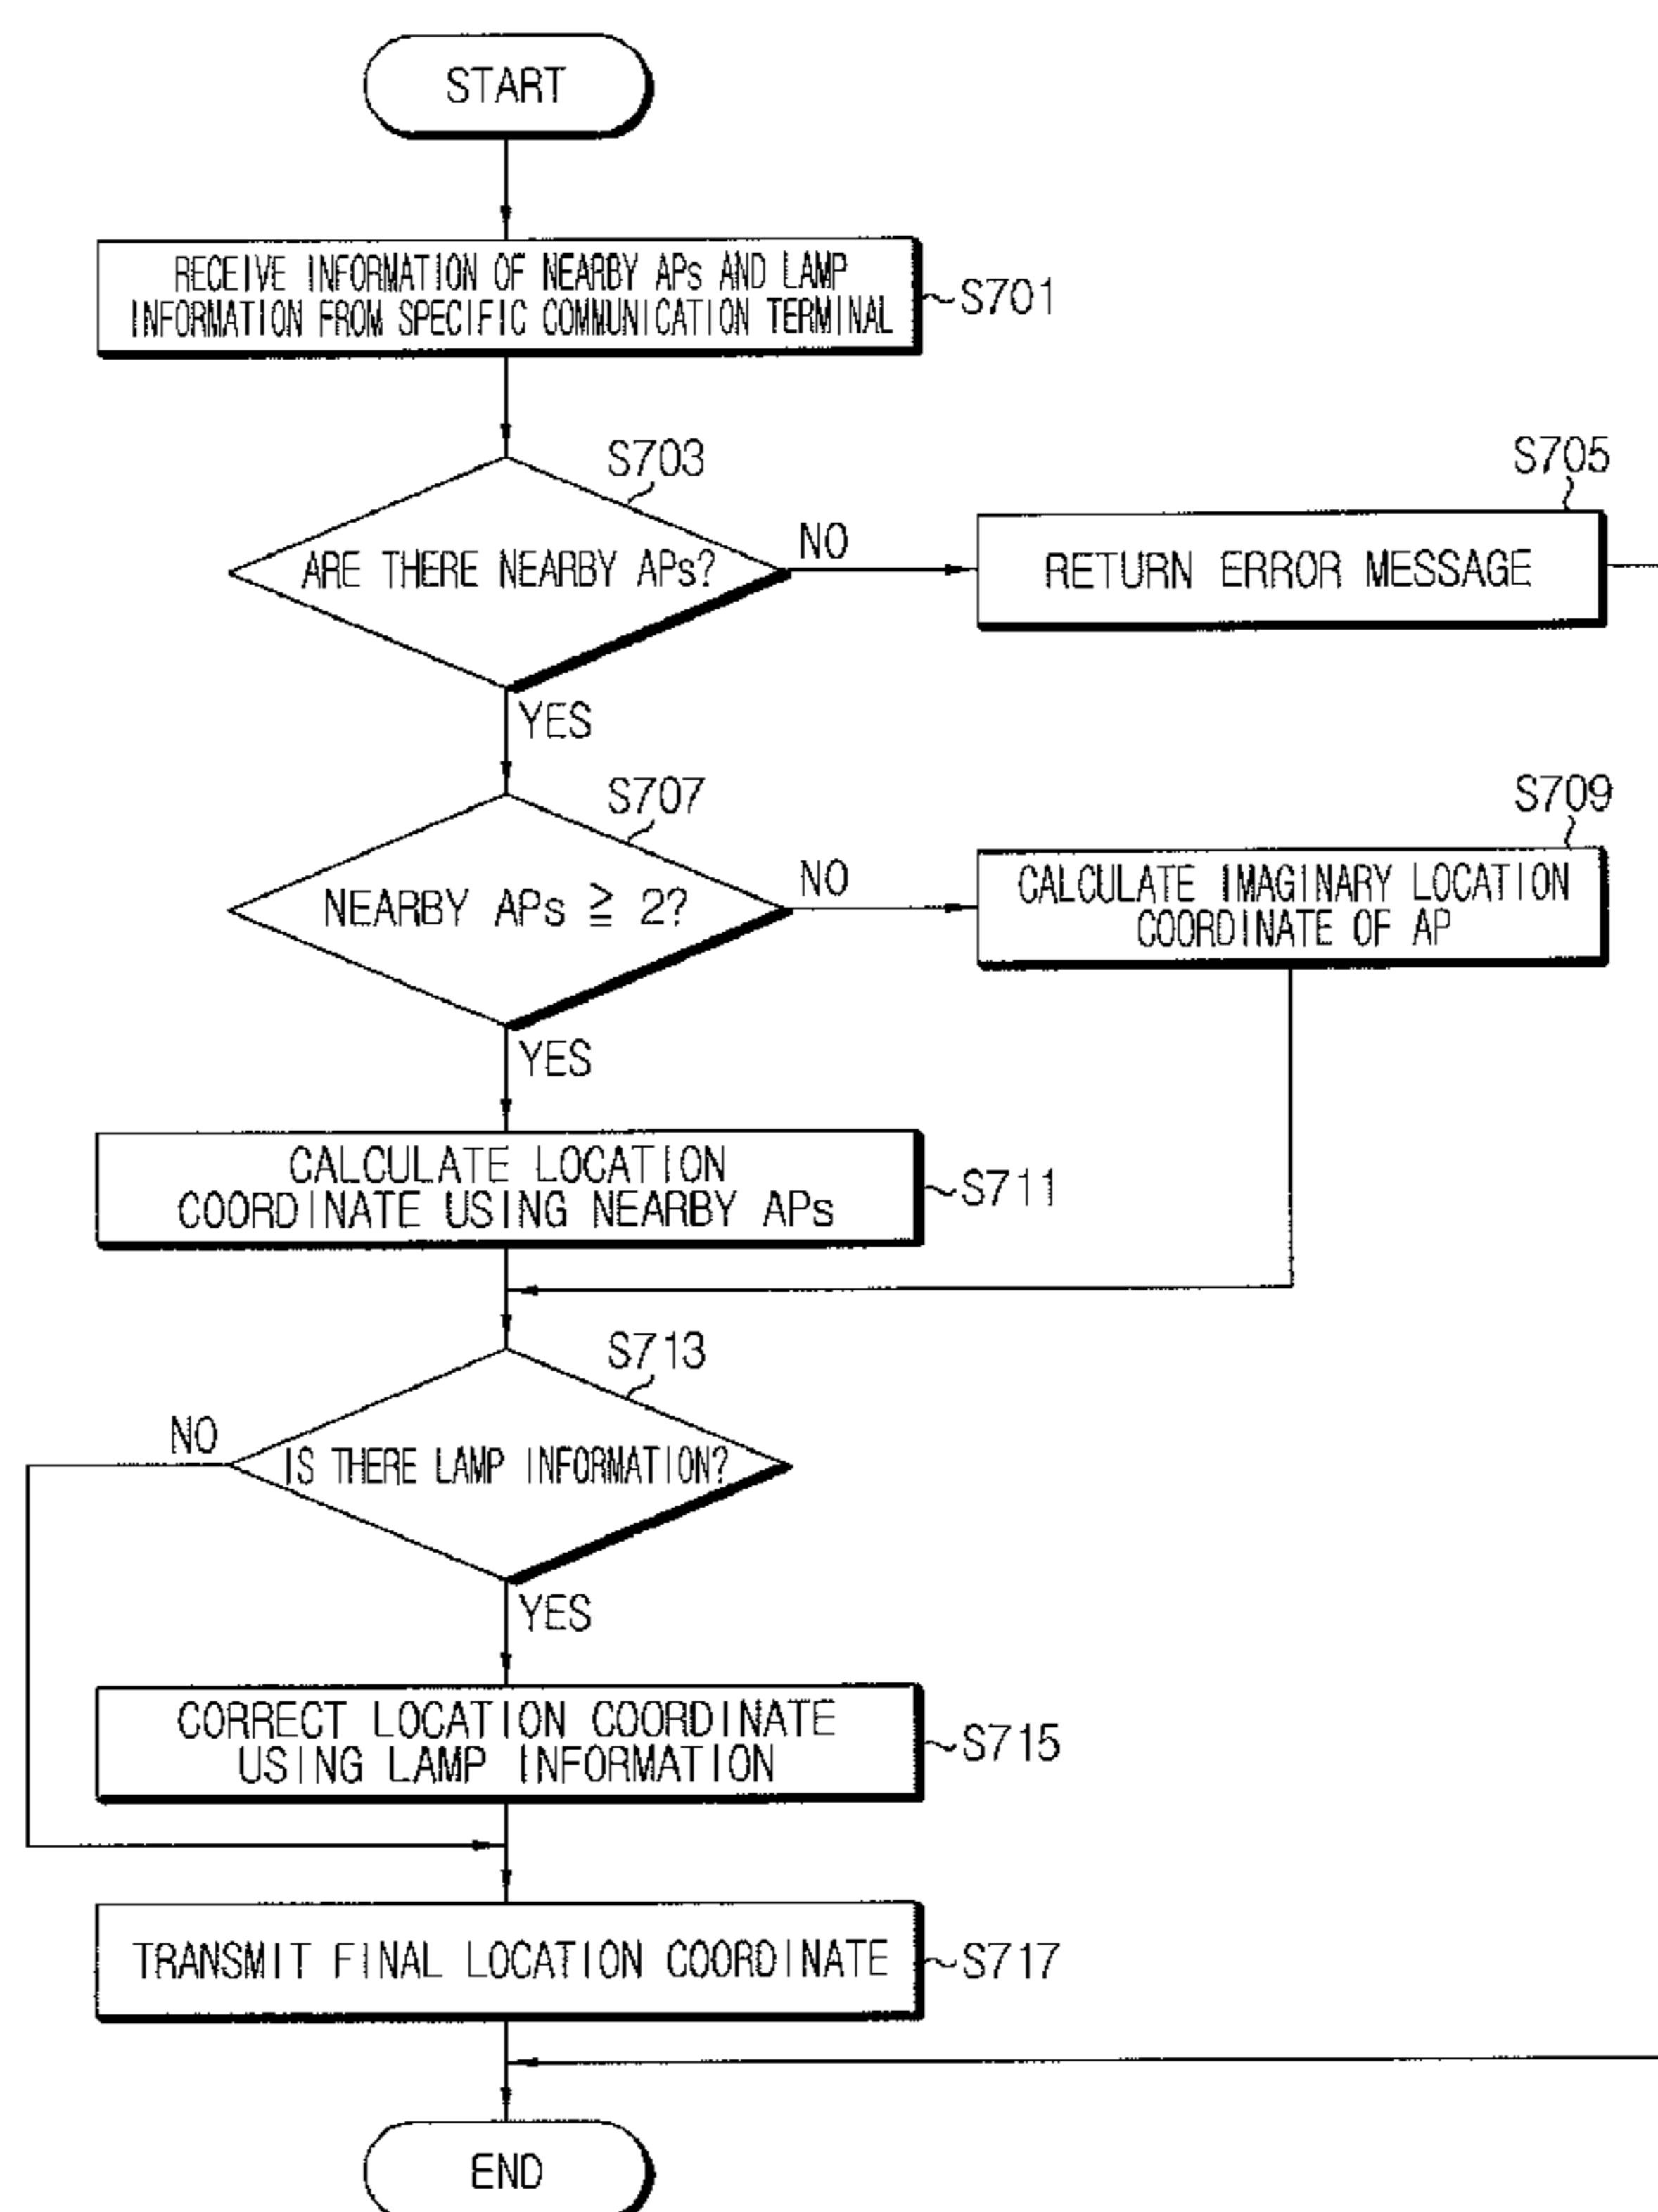 START
RECEIVE INFORMATION OF NEARBY APs AND LAMP
INFORMATION FROM SPECIFIC COMMUNICATION TERMINAL
S701
S703
ARE THERE NEARBY APs?
NO
S705
RETURN ERROR MESSAGE
YES
S707
NEARBY APs ≧ 2?
NO
S709
CALCULATE IMAGINARY LOCATION
COORDINATE OF AP
YES
CALCULATE LOCATION
COORDINATE USING NEARBY APs
S711
S713
NO
IS THERE LAMP INFORMATION?
YES
CORRECT LOCATION COORDINATE
USING LAMP INFORMATION
S715
TRANSMIT FINAL LOCATION COORDINATE
S717
END